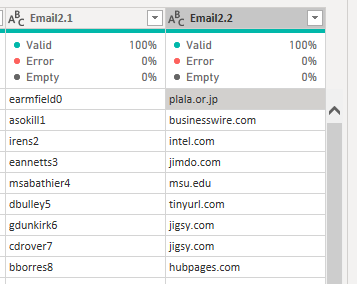 ABC Email2.1 ABC Email2.2
Valid 100% Valid 100%
Error 0% Error 0%
Empty 0% Empty 0%
earmfield0 plala.or.jp
asokill1 businesswire.com
irens2 intel.com
eannetts3 jimdo.com
msabathier4 msu.edu
dbulley5 tinyurl.com
gdunkirk6 jigsy.com
cdrover7 jigsy.com
bborres8 hubpages.com